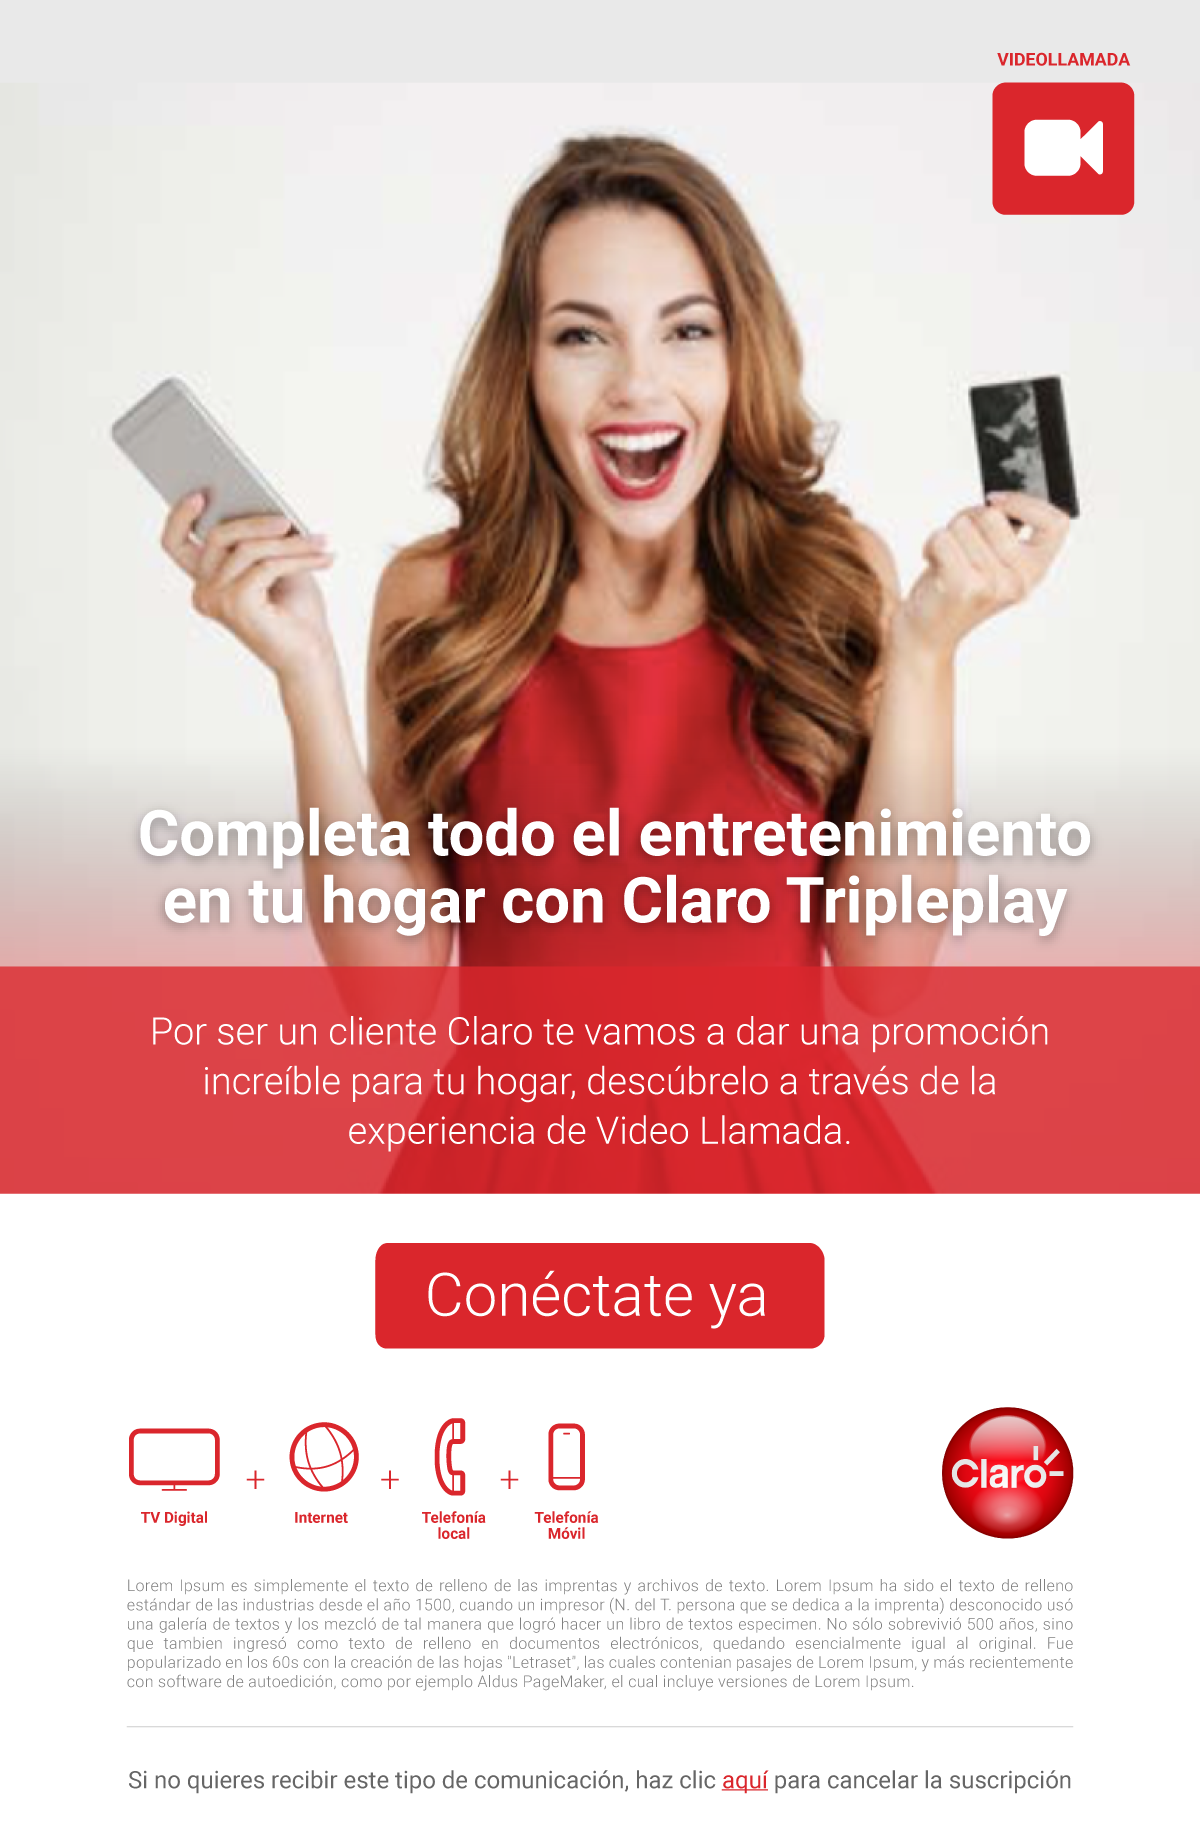 VIDEOLLAMADA
Completa todo el entretenimiento
en tu hogar con Claro Tripleplay
Por ser un cliente Claro te vamos a dar una promoción
increíble para tu hogar, descúbrelo a través de la
experiencia de Video Llamada.
Conéctate ya
TV Digital + Internet + Telefonía local + Telefonía Móvil
Claro
Lorem Ipsum es simplemente el texto de relleno de las imprentas y archivos de texto. Lorem Ipsum ha sido el texto de relleno
estándar de las industrias desde el año 1500, cuando un impresor (N. del T. persona que se dedica a la imprenta) desconocido usó
una galería de textos y los mezcló de tal manera que logró hacer un libro de textos especimen. No sólo sobrevivió 500 años, sino
que tambien ingresó como texto de relleno en documentos electrónicos, quedando esencialmente igual al original. Fue
popularizado en los 60s con la creación de las hojas "Letraset", las cuales contenian pasajes de Lorem Ipsum, y más recientemente
con software de autoedición, como por ejemplo Aldus PageMaker, el cual incluye versiones de Lorem Ipsum.
Si no quieres recibir este tipo de comunicación, haz clic aquí para cancelar la suscripción